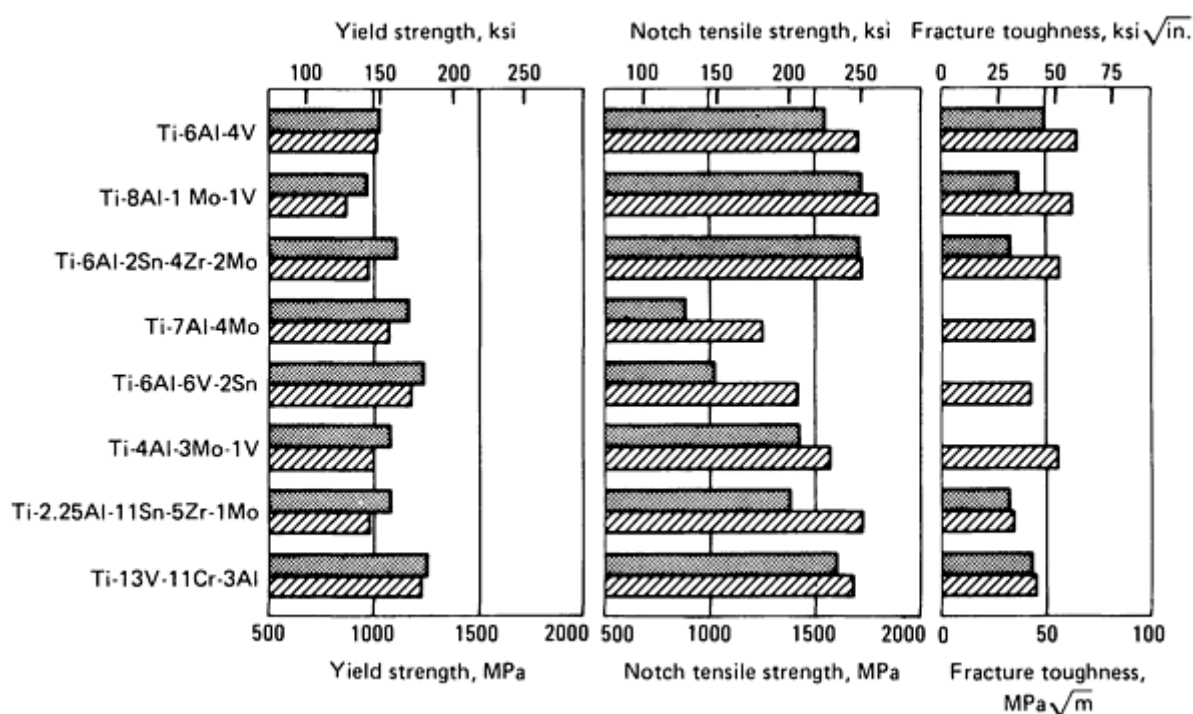 Yield strength, ksi
Notch tensile strength, ksi
Fracture toughness, ksi √in.
100 150 200 250
100 150 200 250
0 25 50 75
Ti-6Al-4V
Ti-8Al-1 Mo-1V
Ti-6Al-2Sn-4Zr-2Mo
Ti-7Al-4Mo
Ti-6Al-6V-2Sn
Ti-4Al-3Mo-1V
Ti-2.25Al-11Sn-5Zr-1Mo
Ti-13V-11Cr-3Al
500 1000 1500 2000
500 1000 1500 2000
0 50 100
Yield strength, MPa
Notch tensile strength, MPa
Fracture toughness,
MPa √m